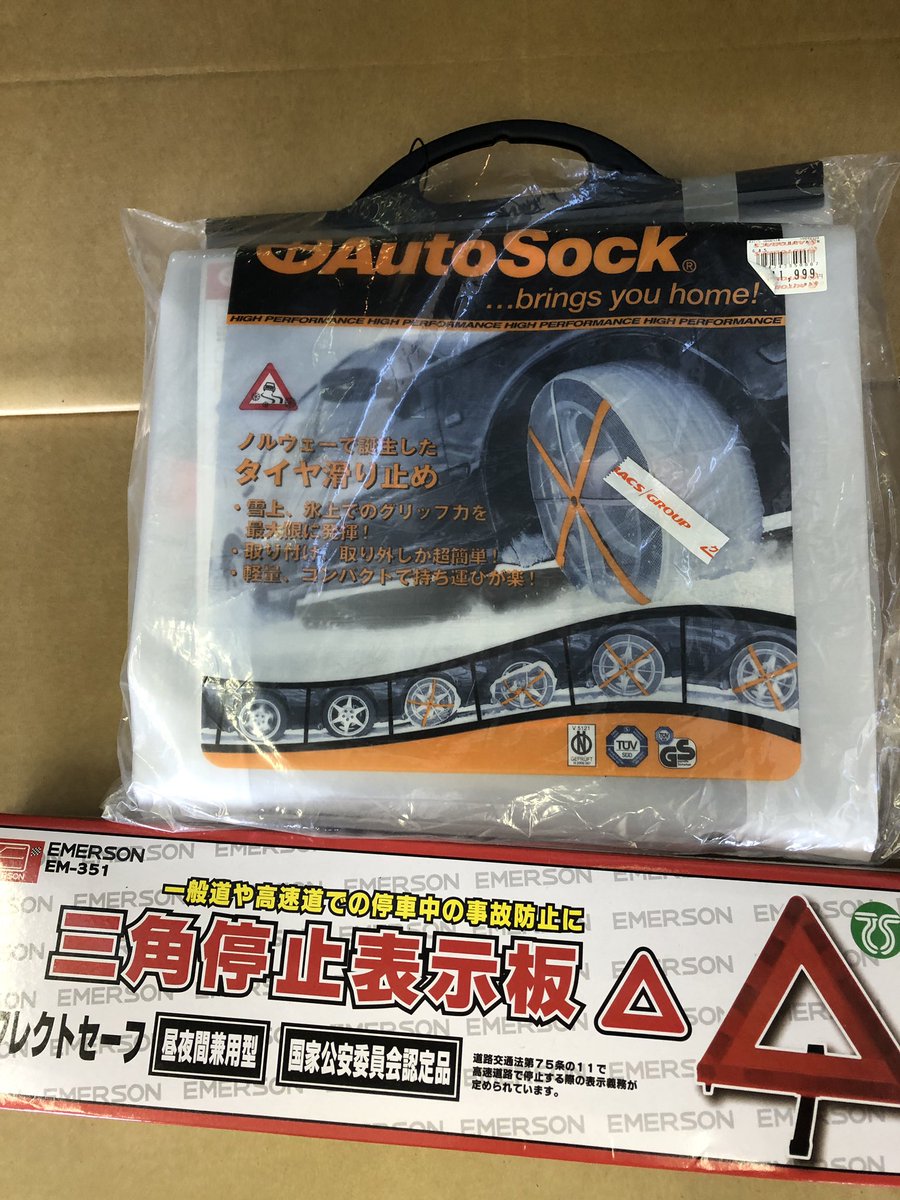 AutoSock®
...brings you home!
HIGH PERFORMANCE HIGH PERFORMANCE HIGH PERFORMANCE HIGH PERFORMANCE
,999
ノルウェーで誕生した
タイヤ滑り止め
・雪上、氷上でのグリップ力を
最大限に発揮！
・取り付け、取り外しが超簡単！
・軽量、コンパクトで持ち運びが楽！
RACS/GROUP
V 5121
GEPRÜFT
TÜV
SÜD
GS
EMERSON
EM-351
一般道や高速道での停車中の事故防止に
三角停止表示板
フレクトセーフ
昼夜間兼用型
国家公安委員会認定品
道路交通法第75条の11で
高速道路で停止する際の表示義務が
定められています。